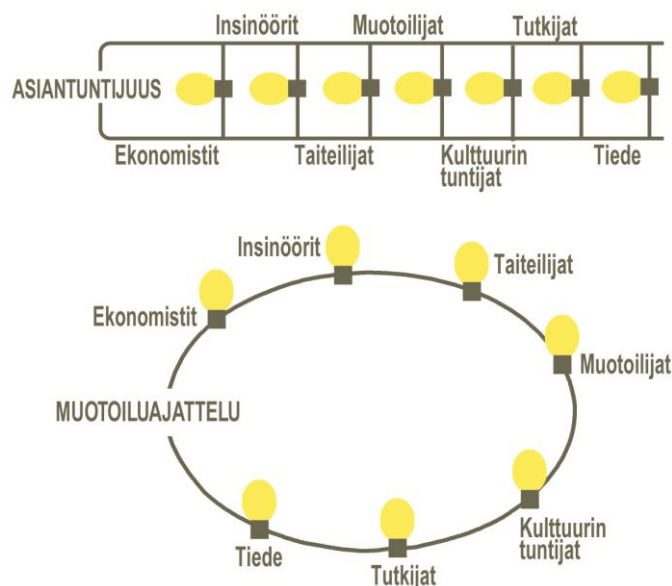 Insinöörit
Muotoilijat
Tutkijat
ASIANTUNTIJUUS
Ekonomistit
Taiteilijat
Kulttuurin
tuntijat
Tiede
Insinöörit
Taiteilijat
Ekonomistit
Muotoilijat
MUOTOILUAJATTELU
Kulttuurin
tuntijat
Tiede
Tutkijat